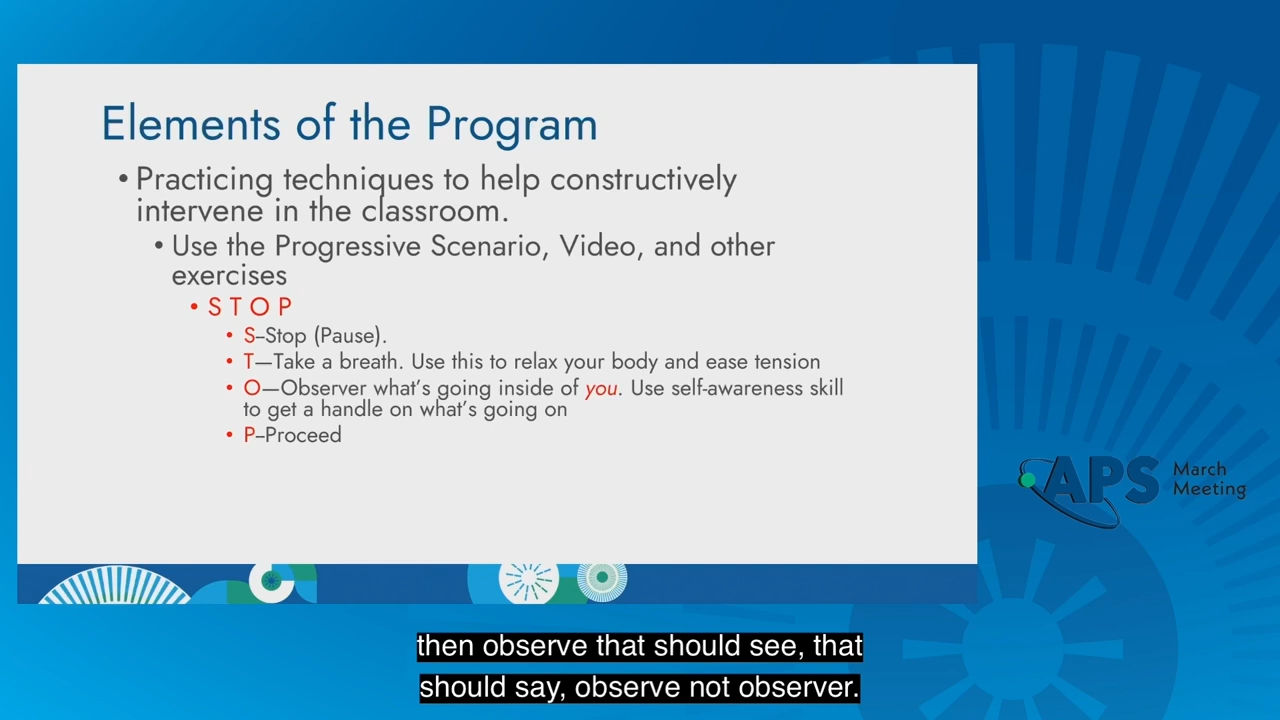 Elements of the Program
• Practicing techniques to help constructively
intervene in the classroom.
• Use the Progressive Scenario, Video, and other
exercises
• S T O P
• S–Stop (Pause).
• T—Take a breath. Use this to relax your body and ease tension
• O—Observer what's going inside of you. Use self-awareness skill
to get a handle on what's going on
• P–Proceed
APS March
Meeting
then observe that should see, that
should say, observe not observer.